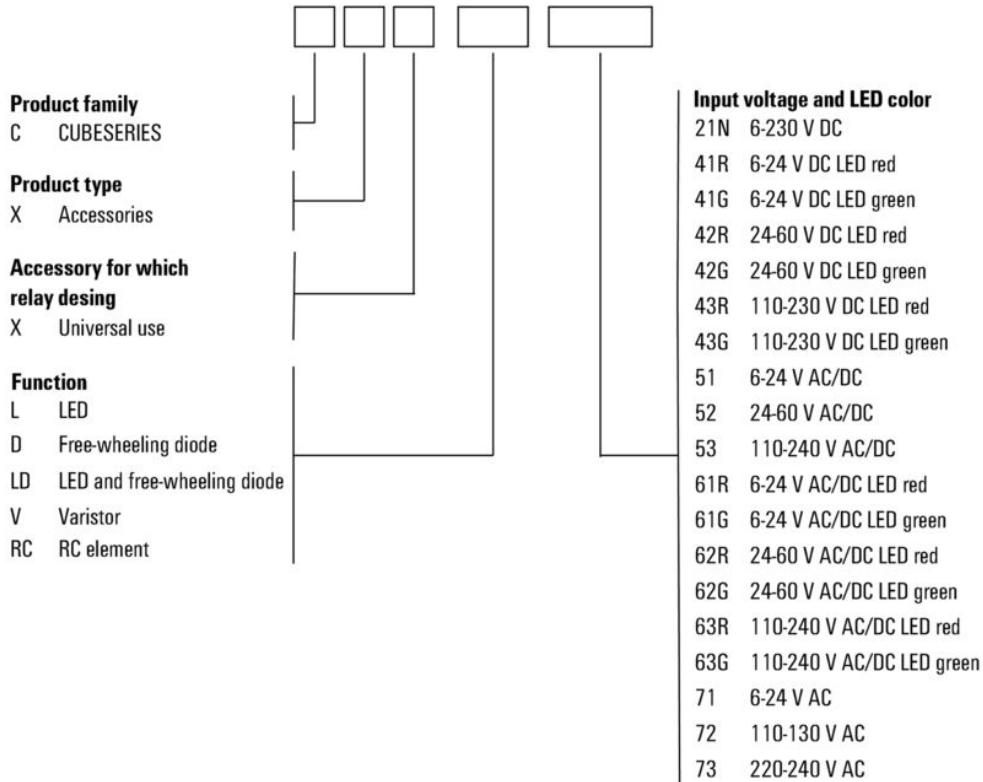 Product family
C CUBESERIES
Product type
X Accessories
Accessory for which
relay desing
X Universal use
Function
L LED
D Free-wheeling diode
LD LED and free-wheeling diode
V Varistor
RC RC element
Input voltage and LED color
21N 6-230 V DC
41R 6-24 V DC LED red
41G 6-24 V DC LED green
42R 24-60 V DC LED red
42G 24-60 V DC LED green
43R 110-230 V DC LED red
43G 110-230 V DC LED green
51 6-24 V AC/DC
52 24-60 V AC/DC
53 110-240 V AC/DC
61R 6-24 V AC/DC LED red
61G 6-24 V AC/DC LED green
62R 24-60 V AC/DC LED red
62G 24-60 V AC/DC LED green
63R 110-240 V AC/DC LED red
63G 110-240 V AC/DC LED green
71 6-24 V AC
72 110-130 V AC
73 220-240 V AC